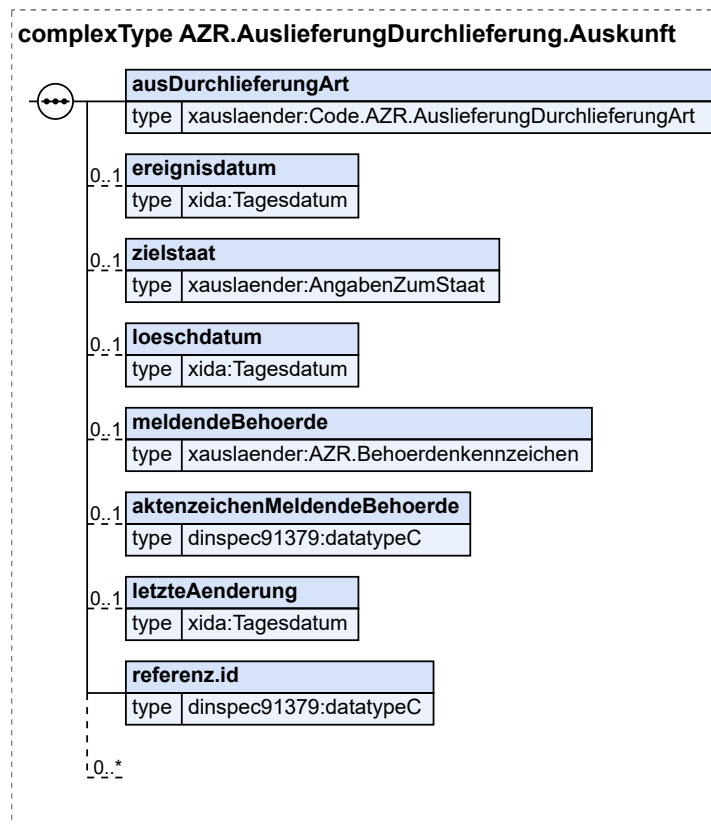 complexType AZR.AuslieferungDurchlieferung.Auskunft
ausDurchlieferungArt
type xauslaender:Code.AZR.AuslieferungDurchlieferungArt
0..1 ereignisdatum
type xida:Tagesdatum
0..1 zielstaat
type xauslaender:AngabenZumStaat
0..1 loeschdatum
type xida:Tagesdatum
0..1 meldendeBehoerde
type xauslaender:AZR.Behoerdenkennzeichen
0..1 aktenzeichenMeldendeBehoerde
type dinspec91379:datatypeC
0..1 letzteAenderung
type xida:Tagesdatum
referenz.id
type dinspec91379:datatypeC
0..*